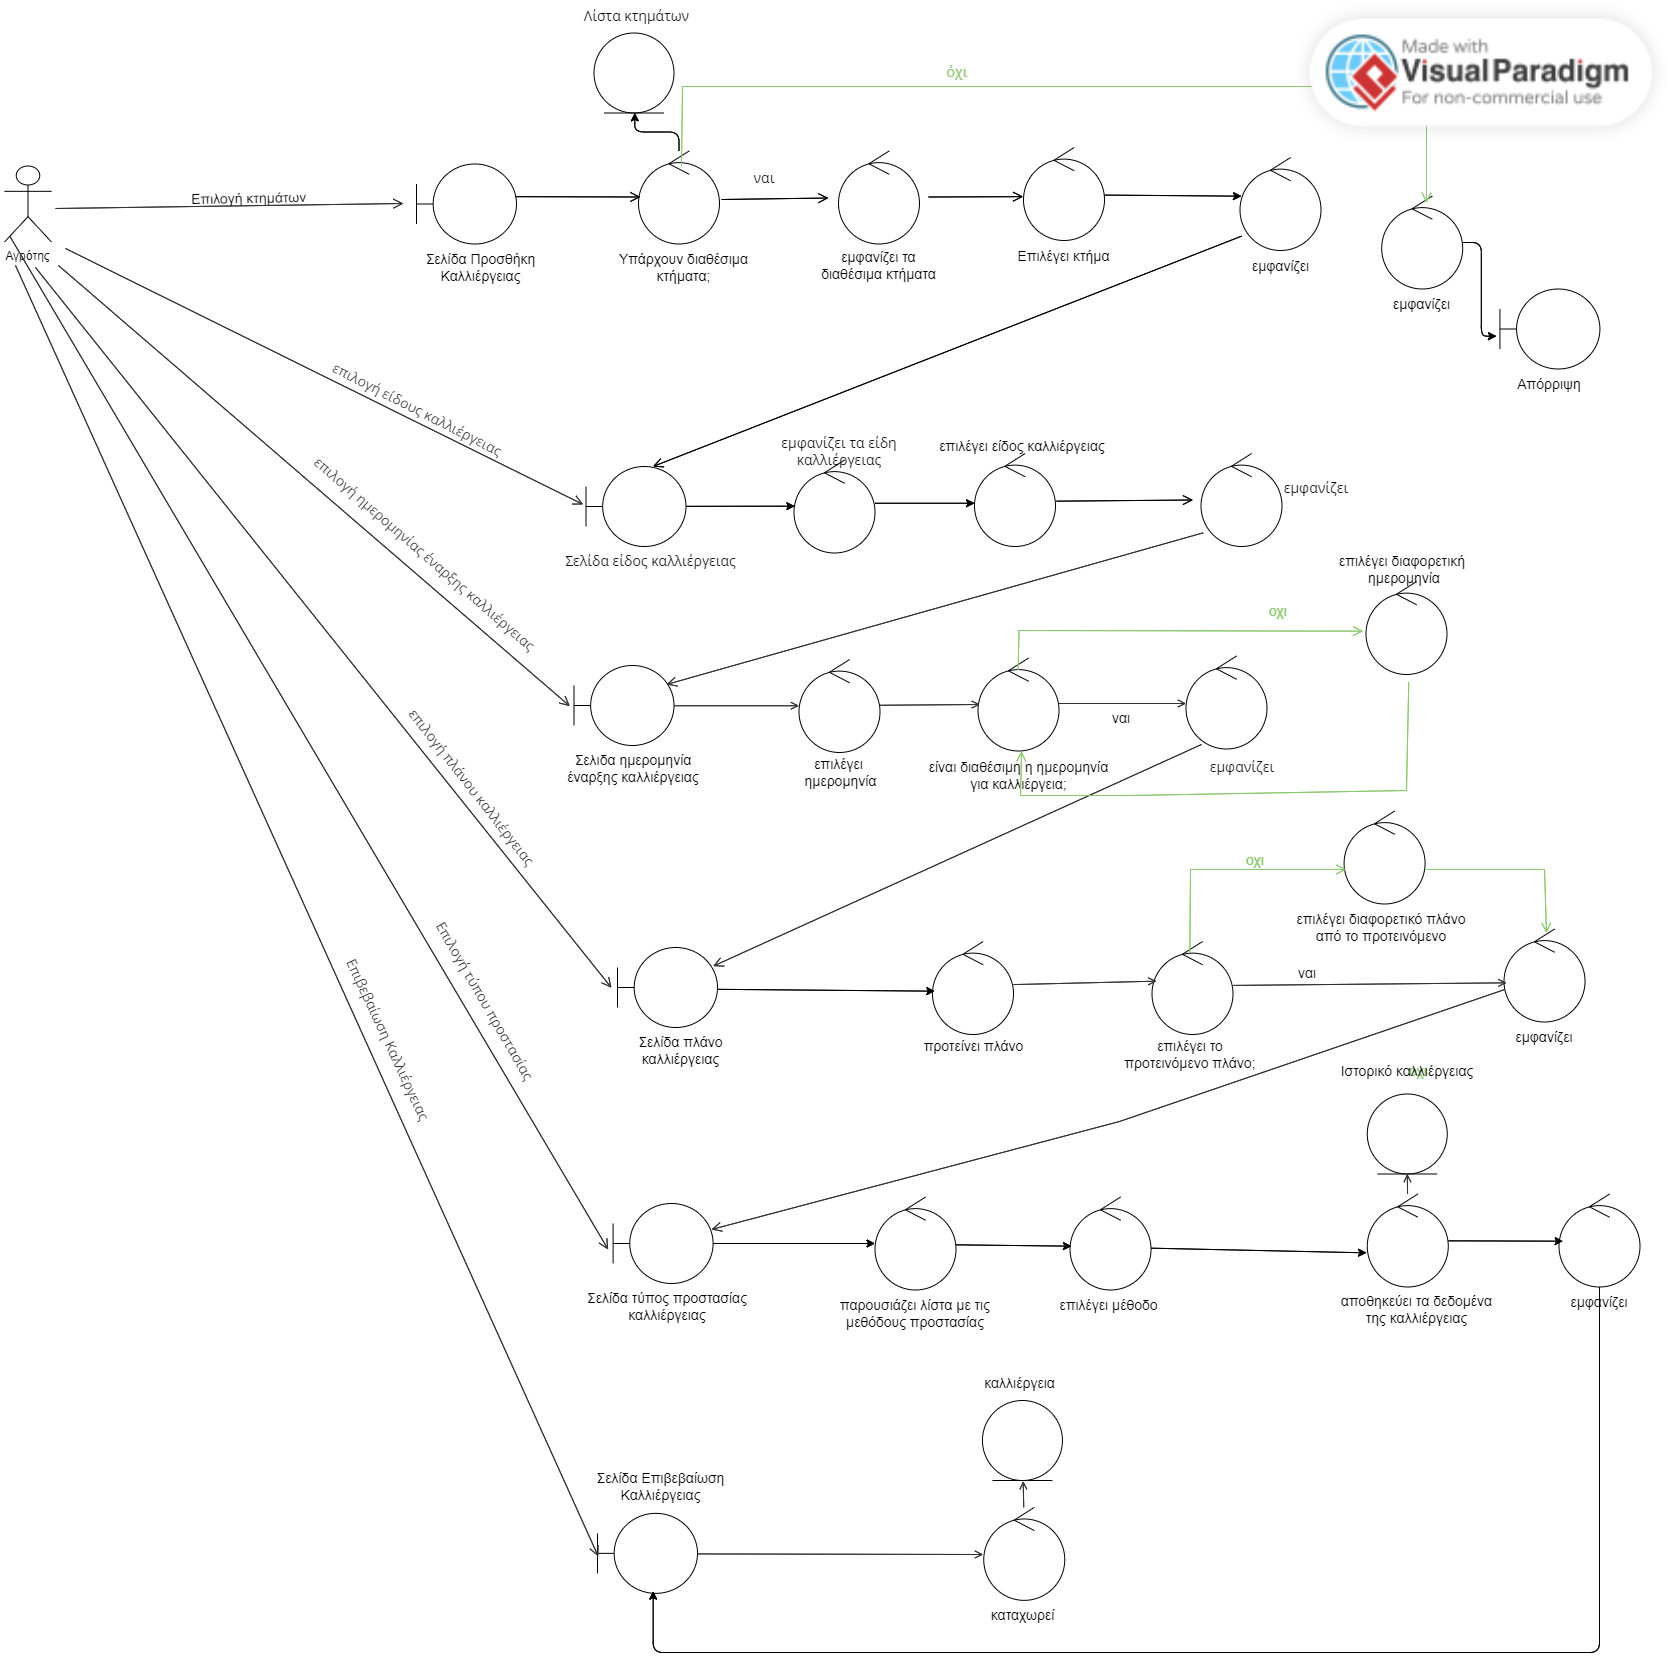 Λίστα κτημάτων
όχι
Made with
Visual Paradigm
For non-commercial use
Επιλογή κτημάτων
ναι
Αγρότης
Σελίδα Προσθήκη
Καλλιέργειας
Υπάρχουν διαθέσιμα
κτήματα;
εμφανίζει τα
διαθέσιμα κτήματα
Επιλέγει κτήμα
εμφανίζει
εμφανίζει
Απόρριψη
επιλογή είδους καλλιέργειας
εμφανίζει τα είδη
καλλιέργειας
επιλέγει είδος καλλιέργειας
εμφανίζει
Σελίδα είδος καλλιέργειας
επιλογή ημερομηνίας έναρξης καλλιέργειας
επιλέγει διαφορετική
ημερομηνία
οχι
ναι
Σελιδα ημερομηνία
έναρξης καλλιέργειας
επιλέγει
ημερομηνία
είναι διαθέσιμη η ημερομηνία
για καλλιέργεια;
εμφανίζει
επιλογή πλάνου καλλιέργειας
οχι
επιλέγει διαφορετικό πλάνο
από το προτεινόμενο
ναι
Σελίδα πλάνο
καλλιέργειας
προτείνει πλάνο
επιλέγει το
προτεινόμενο πλάνο;
εμφανίζει
Επιλογή τύπου προστασίας
Επιβεβαίωση Καλλιέργειας
Ιστορικό καλλιέργειας
Σελίδα τύπος προστασίας
καλλιέργειας
παρουσιάζει λίστα με τις
μεθόδους προστασίας
επιλέγει μέθοδο
αποθηκεύει τα δεδομένα
της καλλιέργειας
εμφανίζει
καλλιέργεια
Σελίδα Επιβεβαίωση
Καλλιέργειας
καταχωρεί